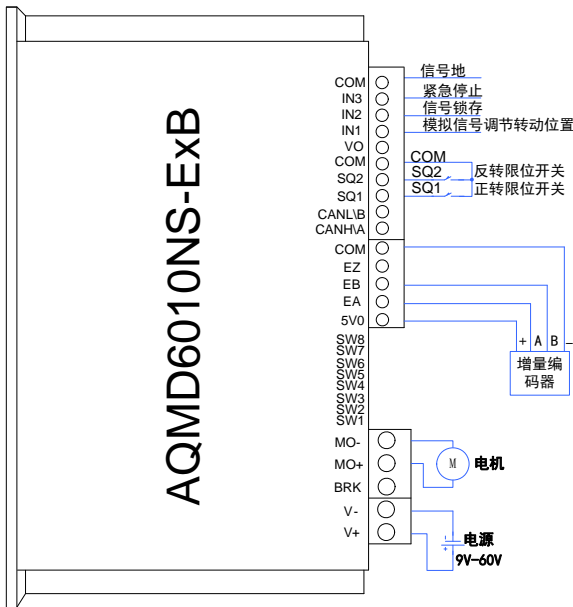 AQMD6010NS-ExB
COM 信号地
IN3 紧急停止
IN2 信号锁存
IN1 模拟信号调节转动位置
VO
COM COM
SQ2 SQ2 反转限位开关
SQ1 SQ1 正转限位开关
CANL\B
CANH\A
COM
EZ
EB
EA
5V0
+ A B -
增量编
码器
SW8
SW7
SW6
SW5
SW4
SW3
SW2
SW1
MO-
MO+ M 电机
BRK
V-
V+ 电源
9V-60V